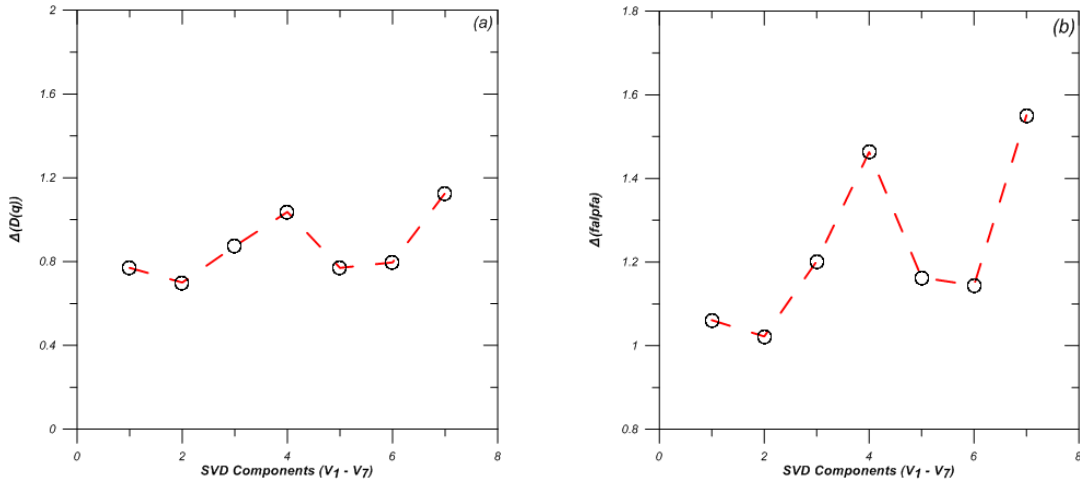 (a)
2
1.6
1.2
0.8
0.4
0
Δ(D(q))
0 2 4 6 8
SVD Components (V1 - V7)
(b)
1.8
1.6
1.4
1.2
1
0.8
Δ(falpfa)
0 2 4 6 8
SVD Components (V1 - V7)